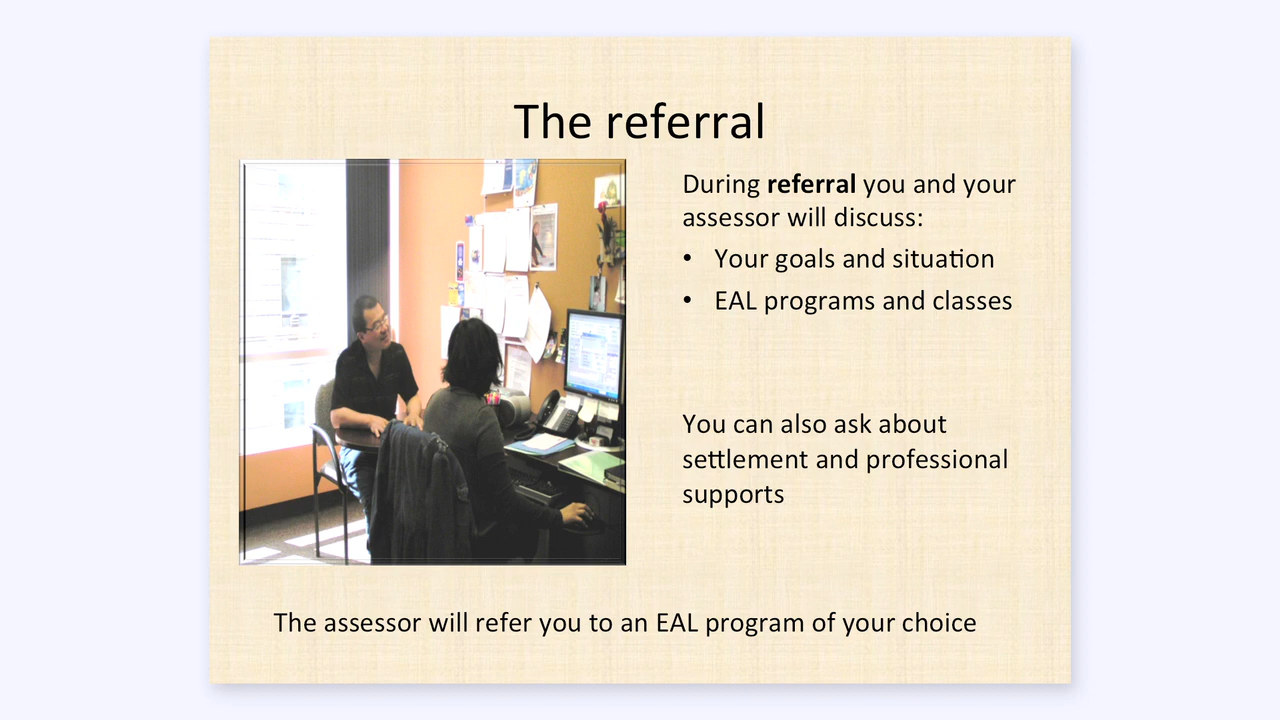 The referral
During referral you and your
assessor will discuss:
• Your goals and situation
• EAL programs and classes
You can also ask about
settlement and professional
supports
The assessor will refer you to an EAL program of your choice